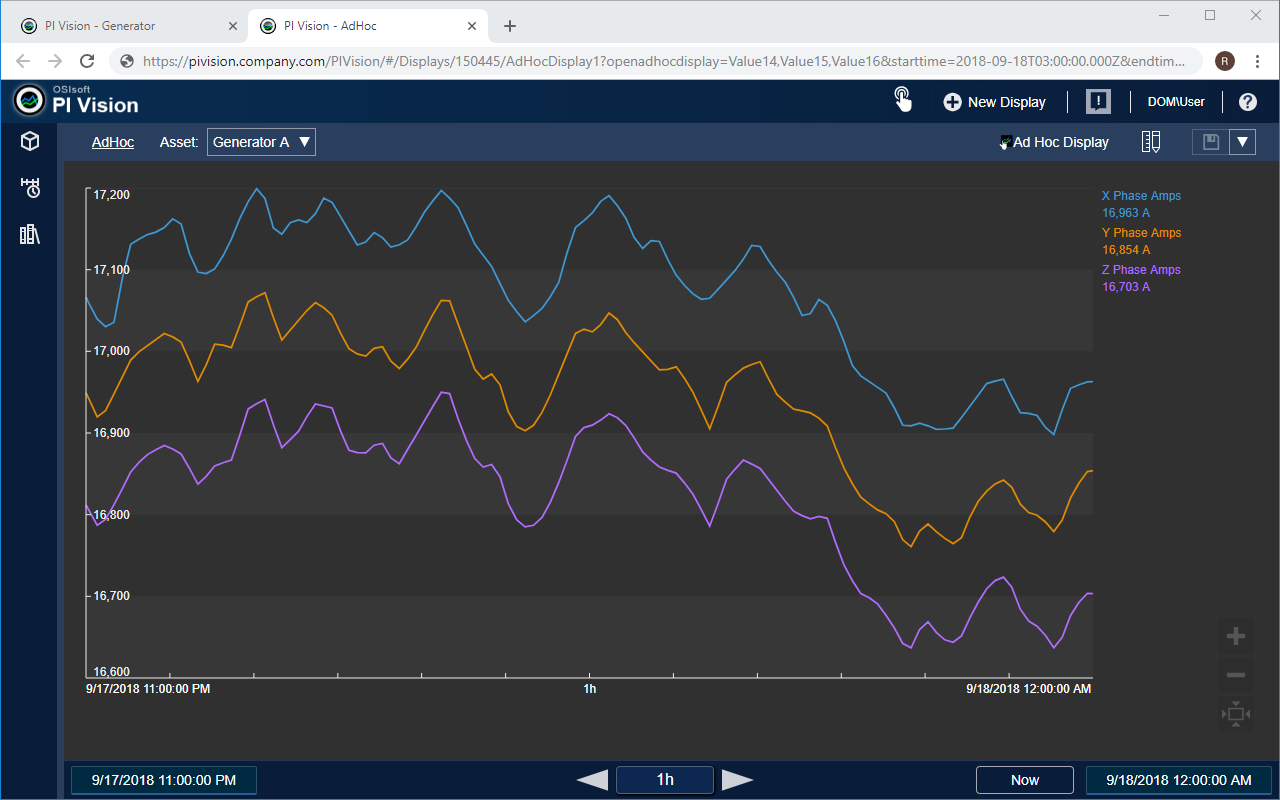 PI Vision - Generator
PI Vision - AdHoc
https://pivision.company.com/PIVision/#/Displays/150445/AdHocDisplay1?openadhocdisplay=Value14,Value15,Value16&starttime=2018-09-18T03:00:00.000Z&endtim...
R
OSIsoft
PI Vision
New Display
DOM\User
AdHoc
Asset:
Generator A
Ad Hoc Display
17,200
17,100
17,000
16,900
16,800
16,700
16,600
X Phase Amps
16,963 A
Y Phase Amps
16,854 A
Z Phase Amps
16,703 A
9/17/2018 11:00:00 PM
1h
9/18/2018 12:00:00 AM
9/17/2018 11:00:00 PM
1h
Now
9/18/2018 12:00:00 AM